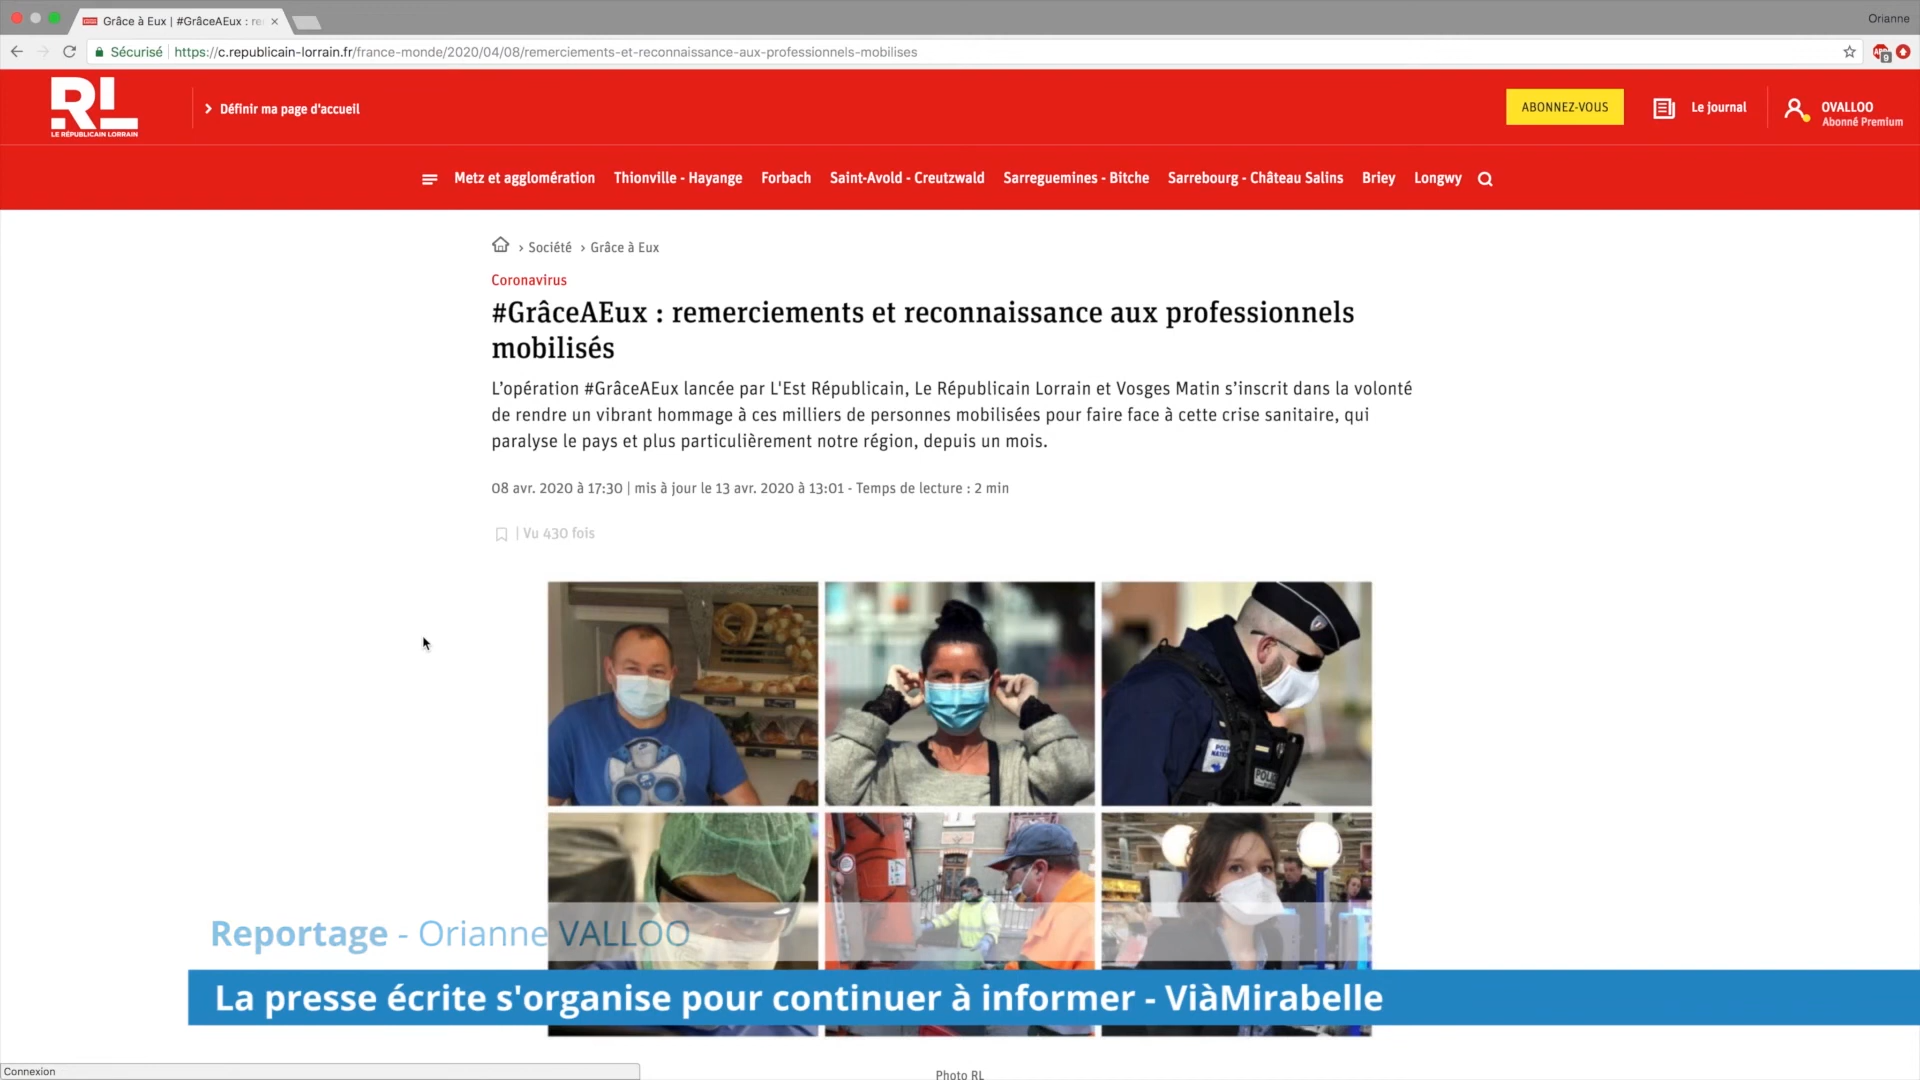 Grâce à Eux | #GrâceAEux : re
Orianne
Sécurisé | https://c.republicain-lorrain.fr/france-monde/2020/04/08/remerciements-et-reconnaissance-aux-professionnels-mobilises
9
RL
LE RÉPUBLICAIN LORRAIN
Définir ma page d'accueil
ABONNEZ-VOUS
Le journal
OVALLOO
Abonné Premium
Metz et agglomération Thionville - Hayange Forbach Saint-Avold - Creutzwald Sarreguemines - Bitche Sarrebourg - Château Salins Briey Longwy
› Société › Grâce à Eux
Coronavirus
#GrâceAEux : remerciements et reconnaissance aux professionnels
mobilisés
L'opération #GrâceAEux lancée par L'Est Républicain, Le Républicain Lorrain et Vosges Matin s'inscrit dans la volonté
de rendre un vibrant hommage à ces milliers de personnes mobilisées pour faire face à cette crise sanitaire, qui
paralyse le pays et plus particulièrement notre région, depuis un mois.
08 avr. 2020 à 17:30 | mis à jour le 13 avr. 2020 à 13:01 - Temps de lecture : 2 min
| Vu 430 fois
Reportage - Orianne VALLOO
La presse écrite s'organise pour continuer à informer - ViàMirabelle
Connexion
Photo RL